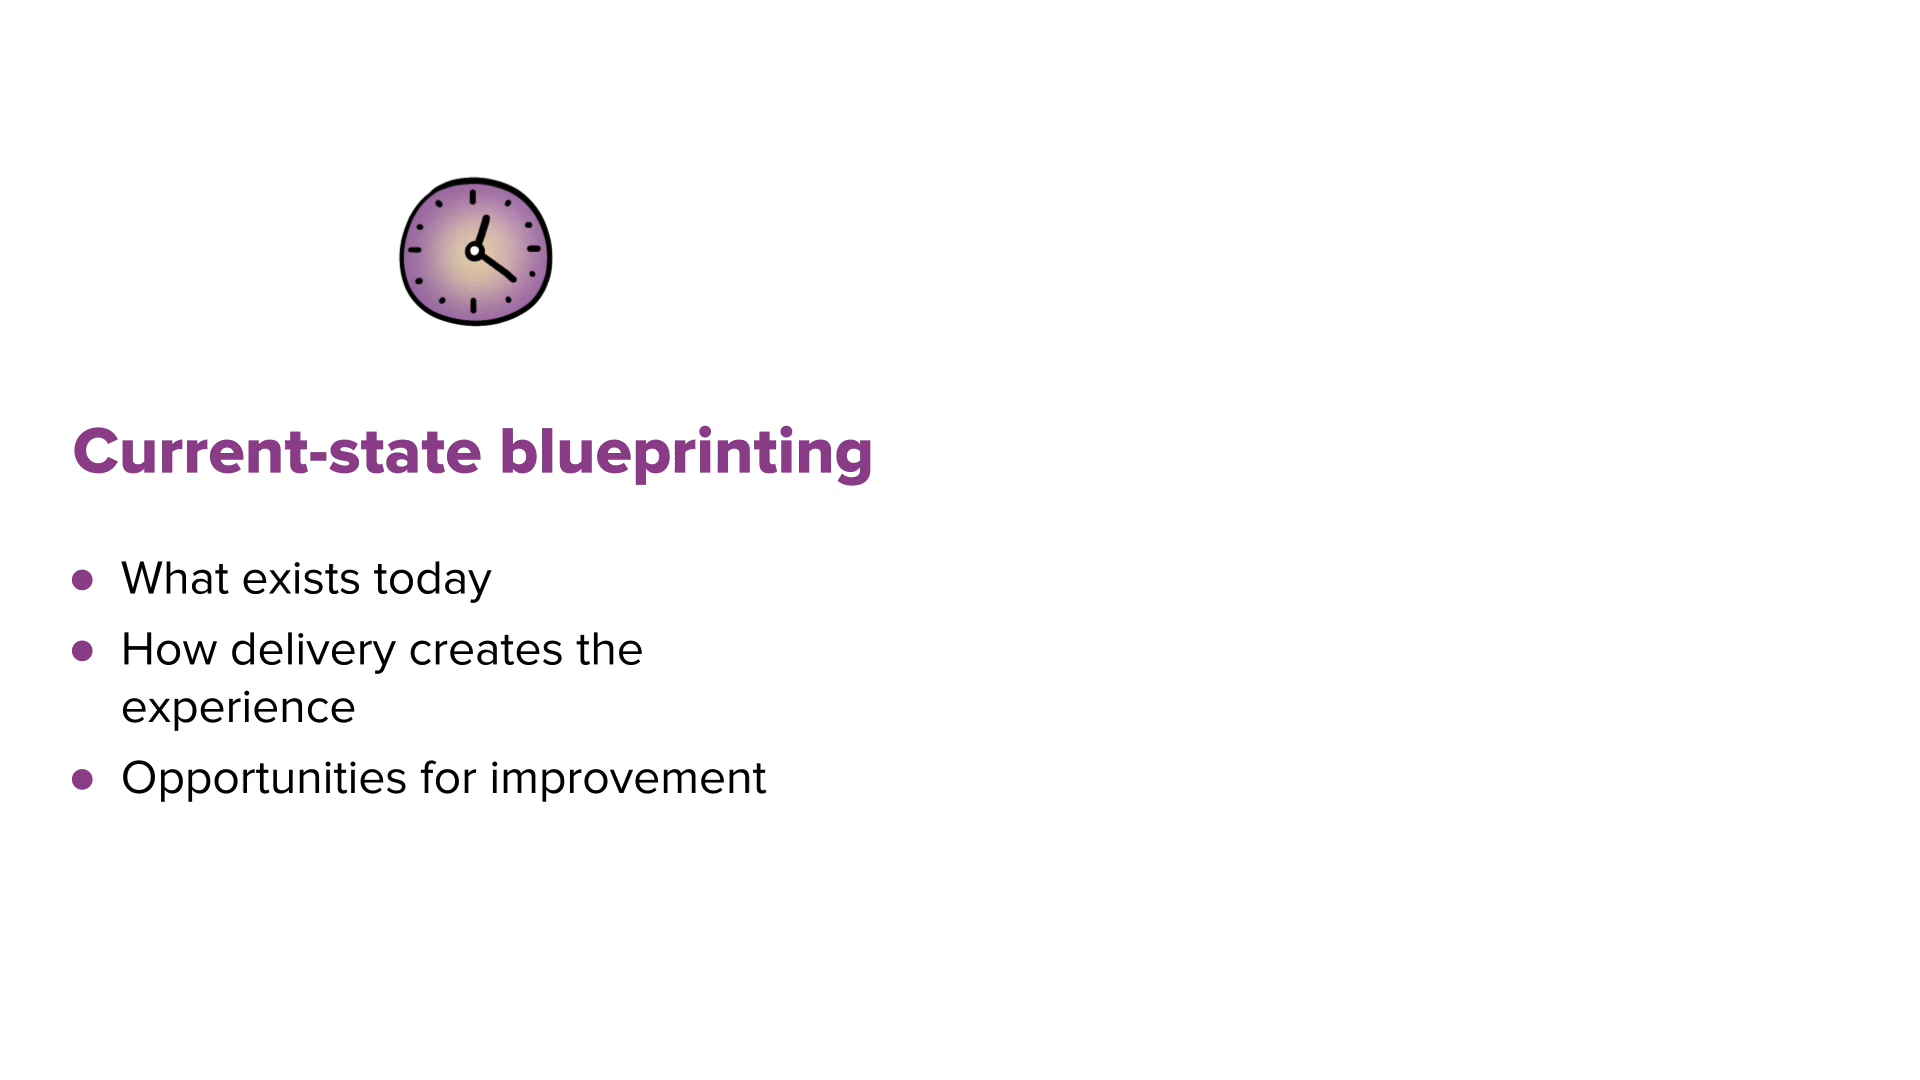 Current-state blueprinting
● What exists today
● How delivery creates the
experience
● Opportunities for improvement